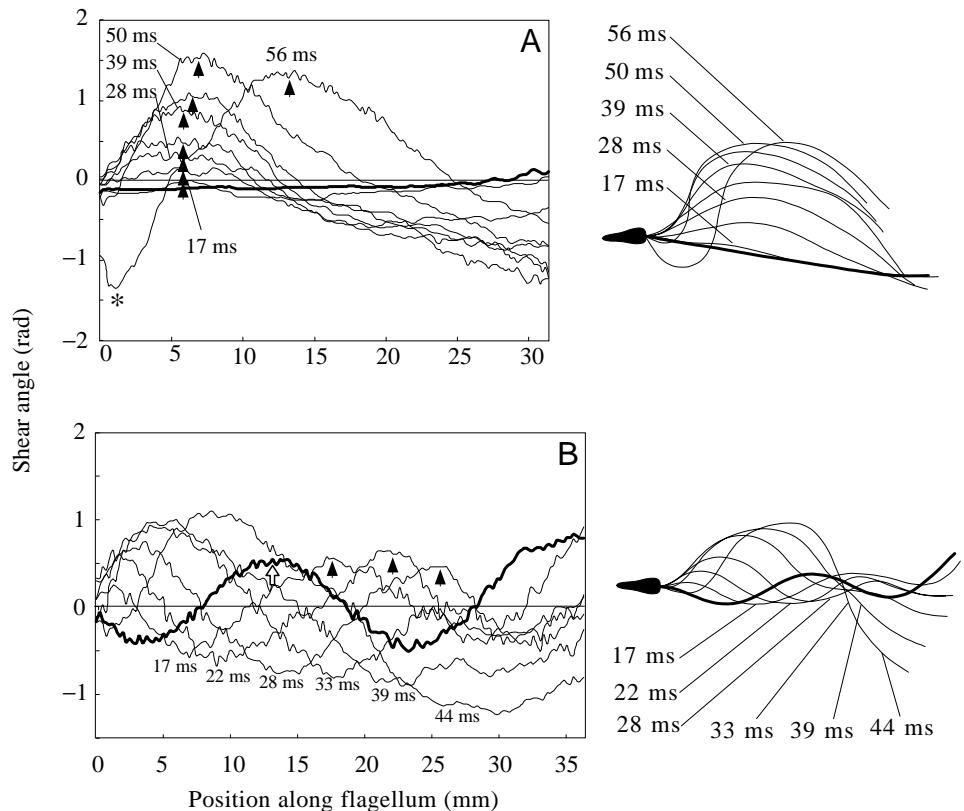 2
A
50 ms
56 ms
39 ms
1
28 ms
0
17 ms
−1
*
−2
0 5 10 15 20 25 30
56 ms
50 ms
39 ms
28 ms
17 ms
Shear angle (rad)
2
B
1
0
17 ms
22 ms
28 ms
33 ms
39 ms
44 ms
−1
0 5 10 15 20 25 30 35
17 ms
22 ms
28 ms
33 ms 39 ms 44 ms
Position along flagellum (mm)